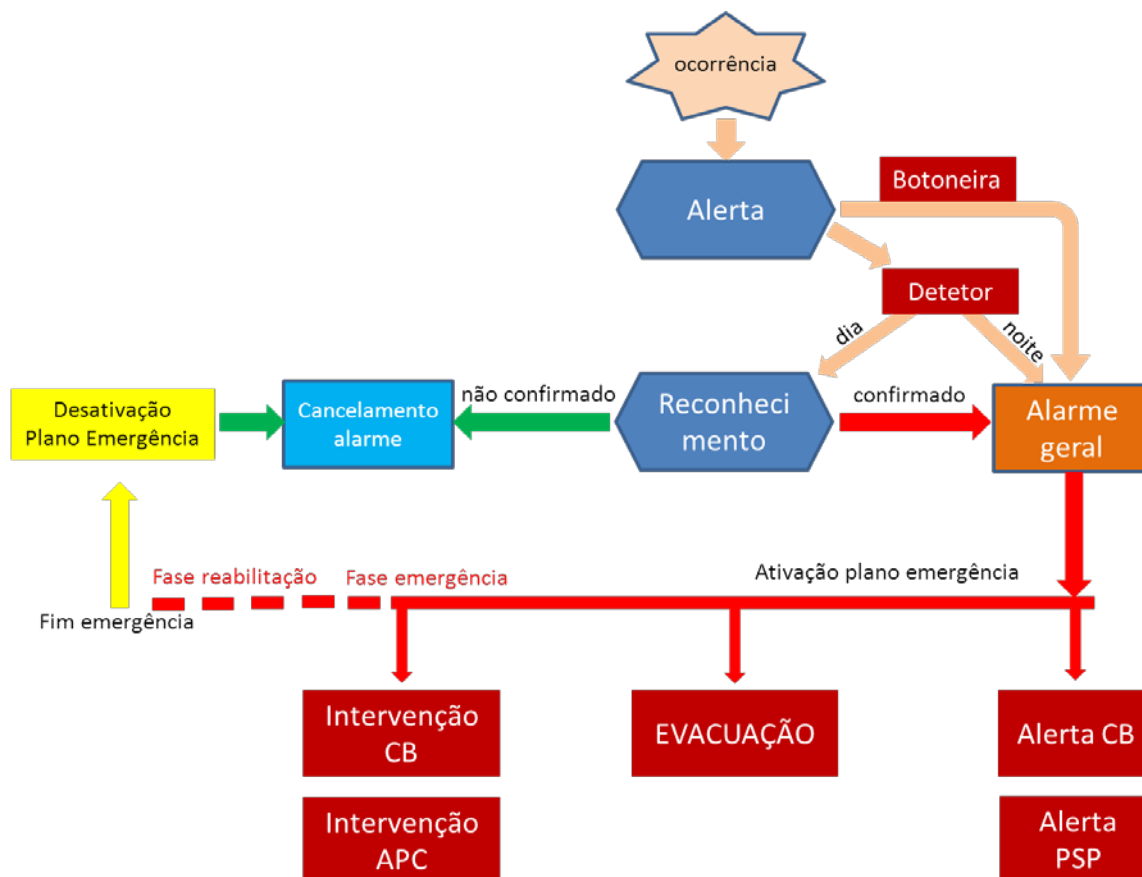 ocorrência
Botoneira
Alerta
Detetor
dia
noite
não confirmado
confirmado
Desativação
Plano Emergência
Cancelamento
alarme
Reconheci
mento
Alarme
geral
Fase reabilitação
Fase emergência
Ativação plano emergência
Fim emergência
Intervenção
CB
EVACUAÇÃO
Alerta CB
Intervenção
APC
Alerta
PSP